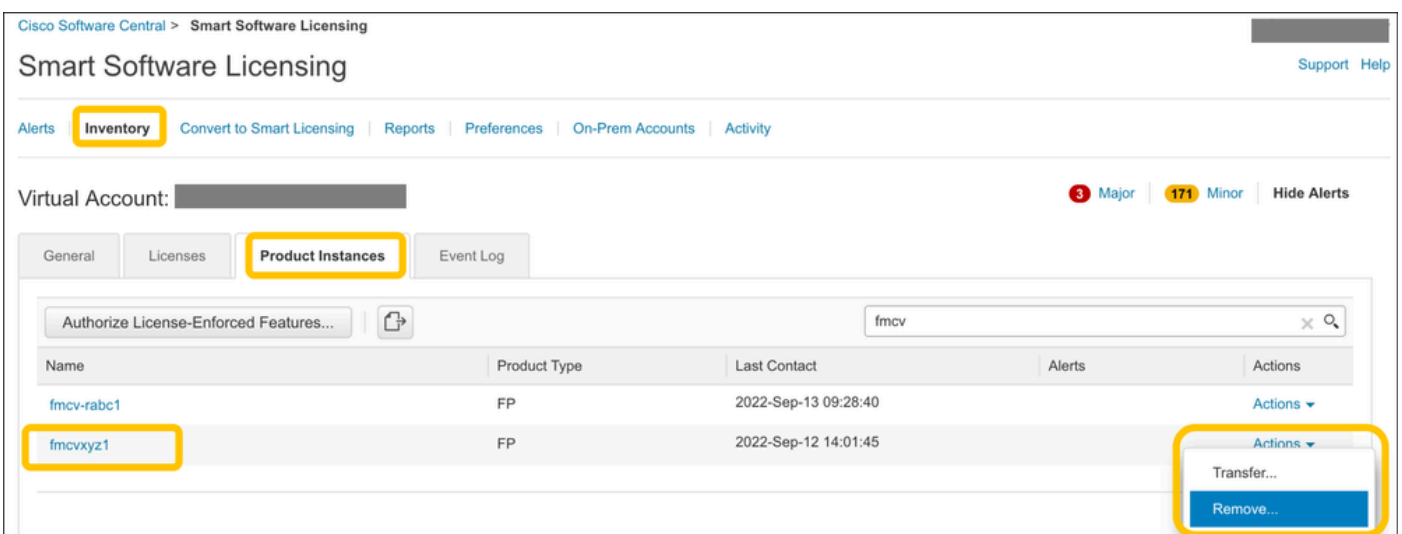 Cisco Software Central > Smart Software Licensing
Smart Software Licensing
Support Help
Alerts Inventory Convert to Smart Licensing Reports Preferences On-Prem Accounts Activity
Virtual Account:
3 Major 171 Minor Hide Alerts
General Licenses Product Instances Event Log
Authorize License-Enforced Features... fmcv
Name Product Type Last Contact Alerts Actions
fmcv-rabc1 FP 2022-Sep-13 09:28:40 Actions
fmcvxyz1 FP 2022-Sep-12 14:01:45 Actions
Transfer...
Remove...